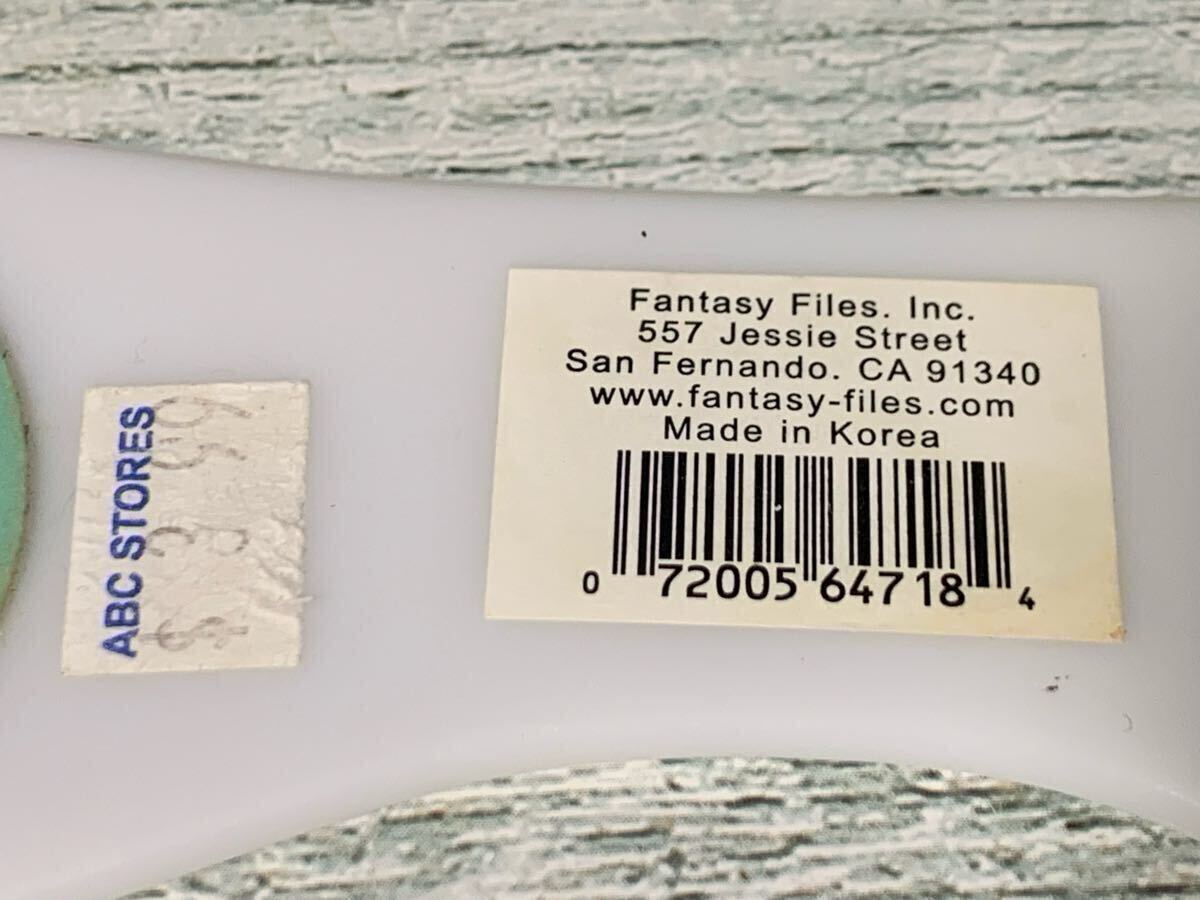 ABC STORES
Fantasy Files. Inc.
557 Jessie Street
San Fernando. CA 91340
www.fantasy-files.com
Made in Korea
0 72005 64718 4